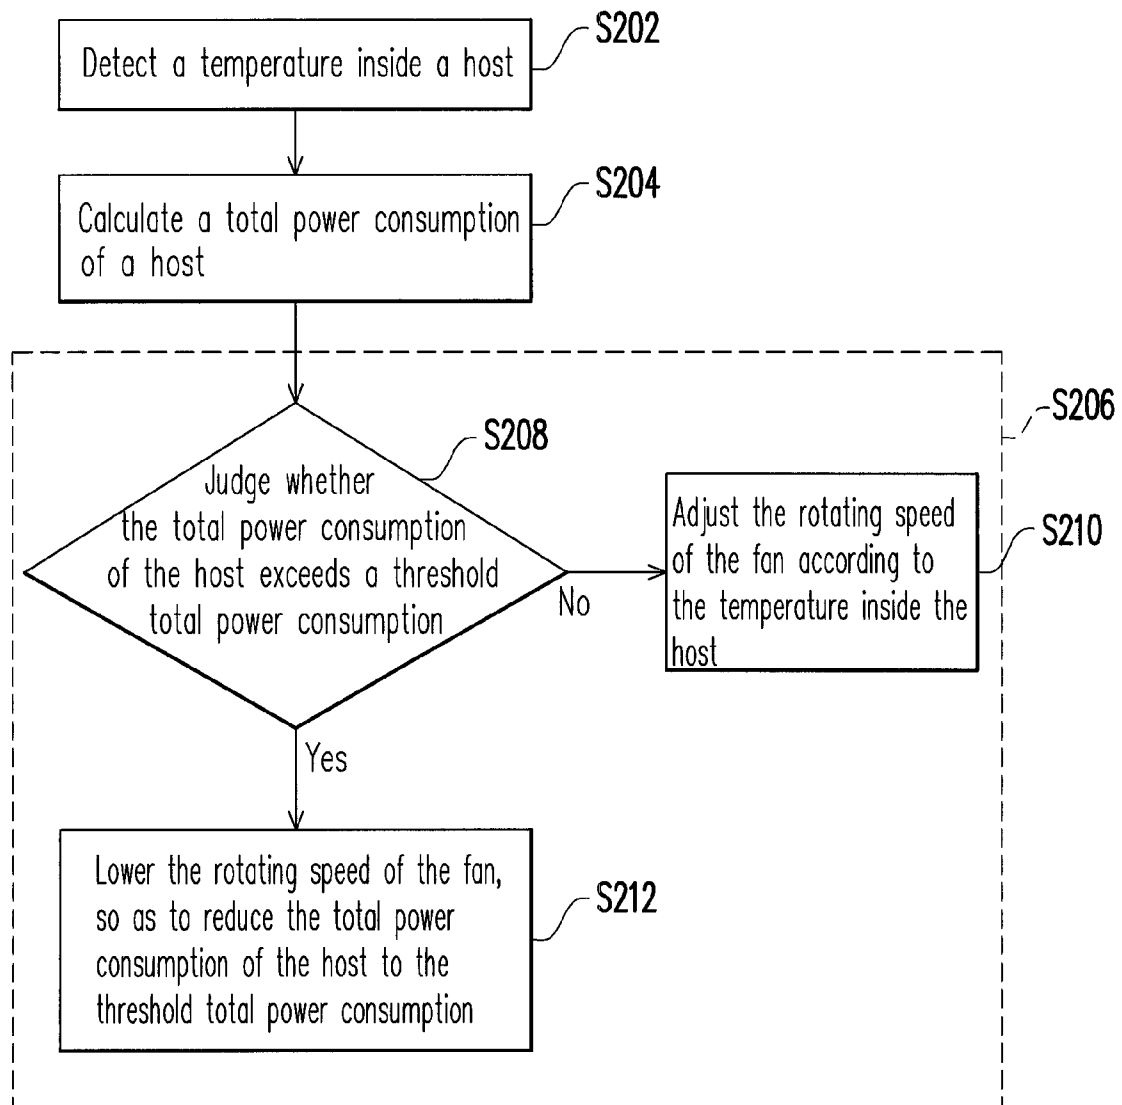 S202
Detect a temperature inside a host
S204
Calculate a total power consumption
of a host
S206
S208
Judge whether
the total power consumption
of the host exceeds a threshold
total power consumption
No
Adjust the rotating speed
of the fan according to
the temperature inside the
host
S210
Yes
Lower the rotating speed of the fan,
so as to reduce the total power
consumption of the host to the
threshold total power consumption
S212